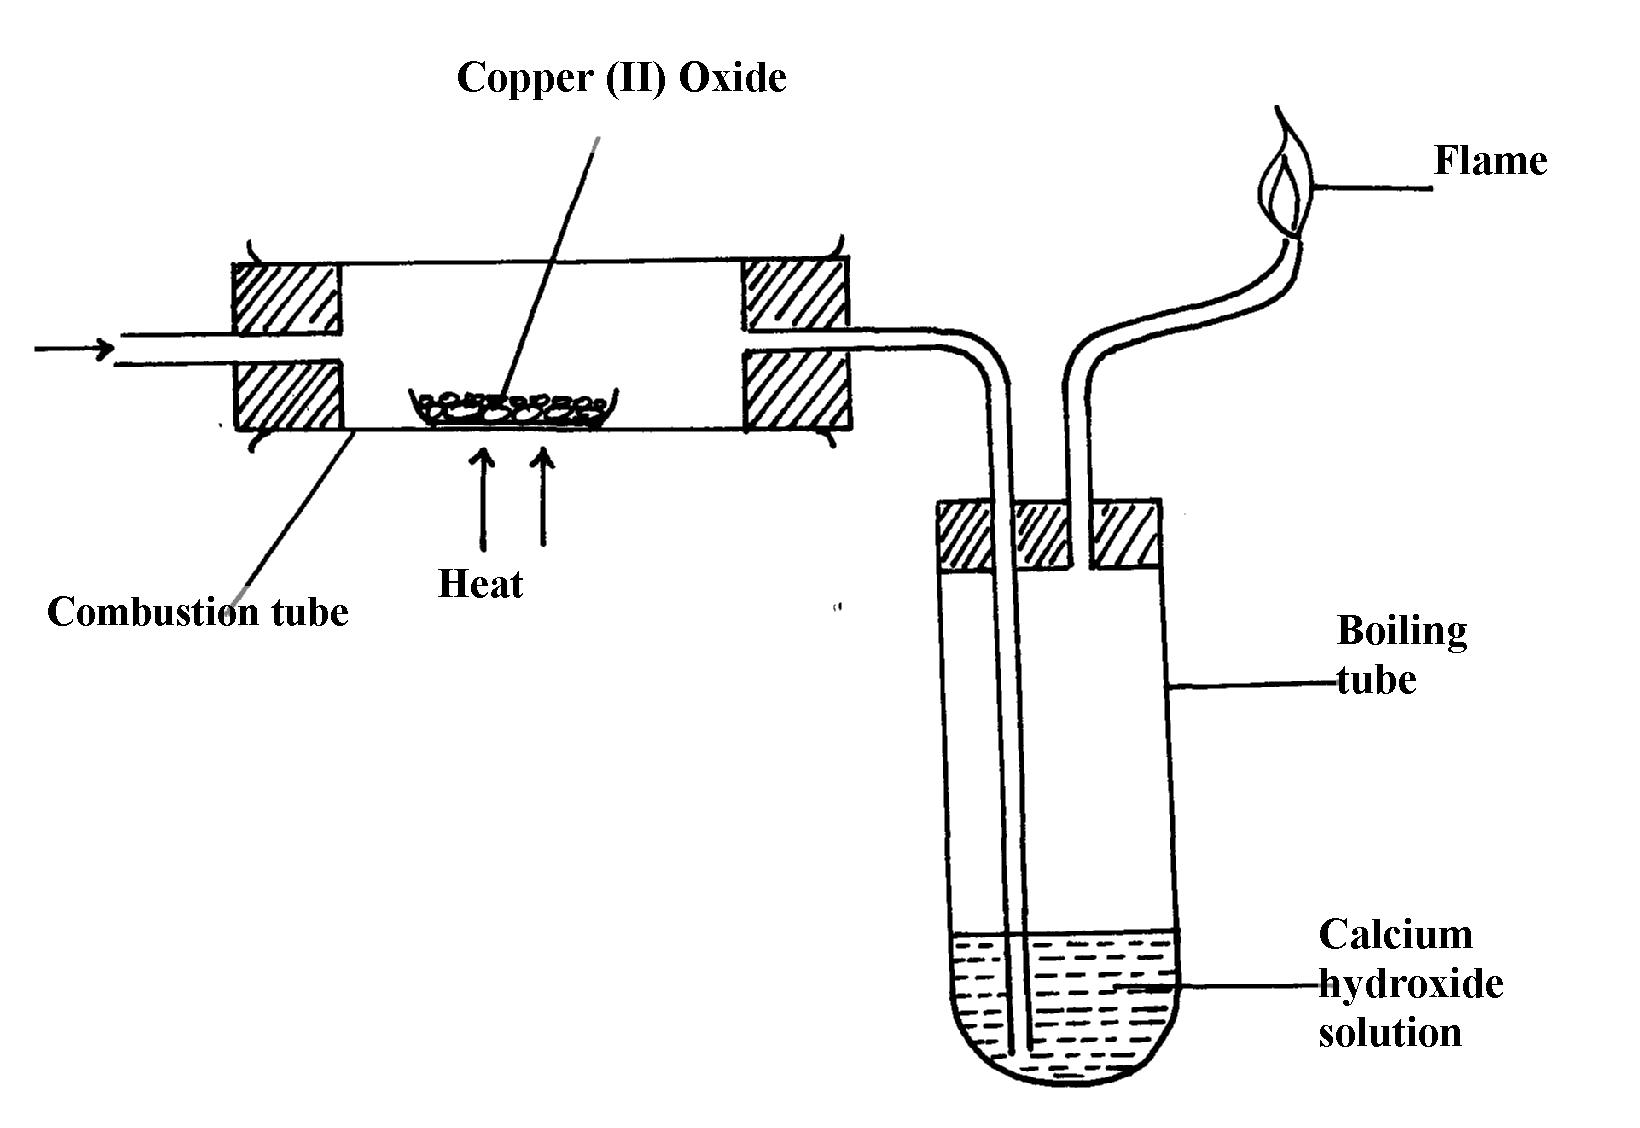 Copper (II) Oxide
Flame
Heat
Combustion tube
Boiling
tube
Calcium
hydroxide
solution